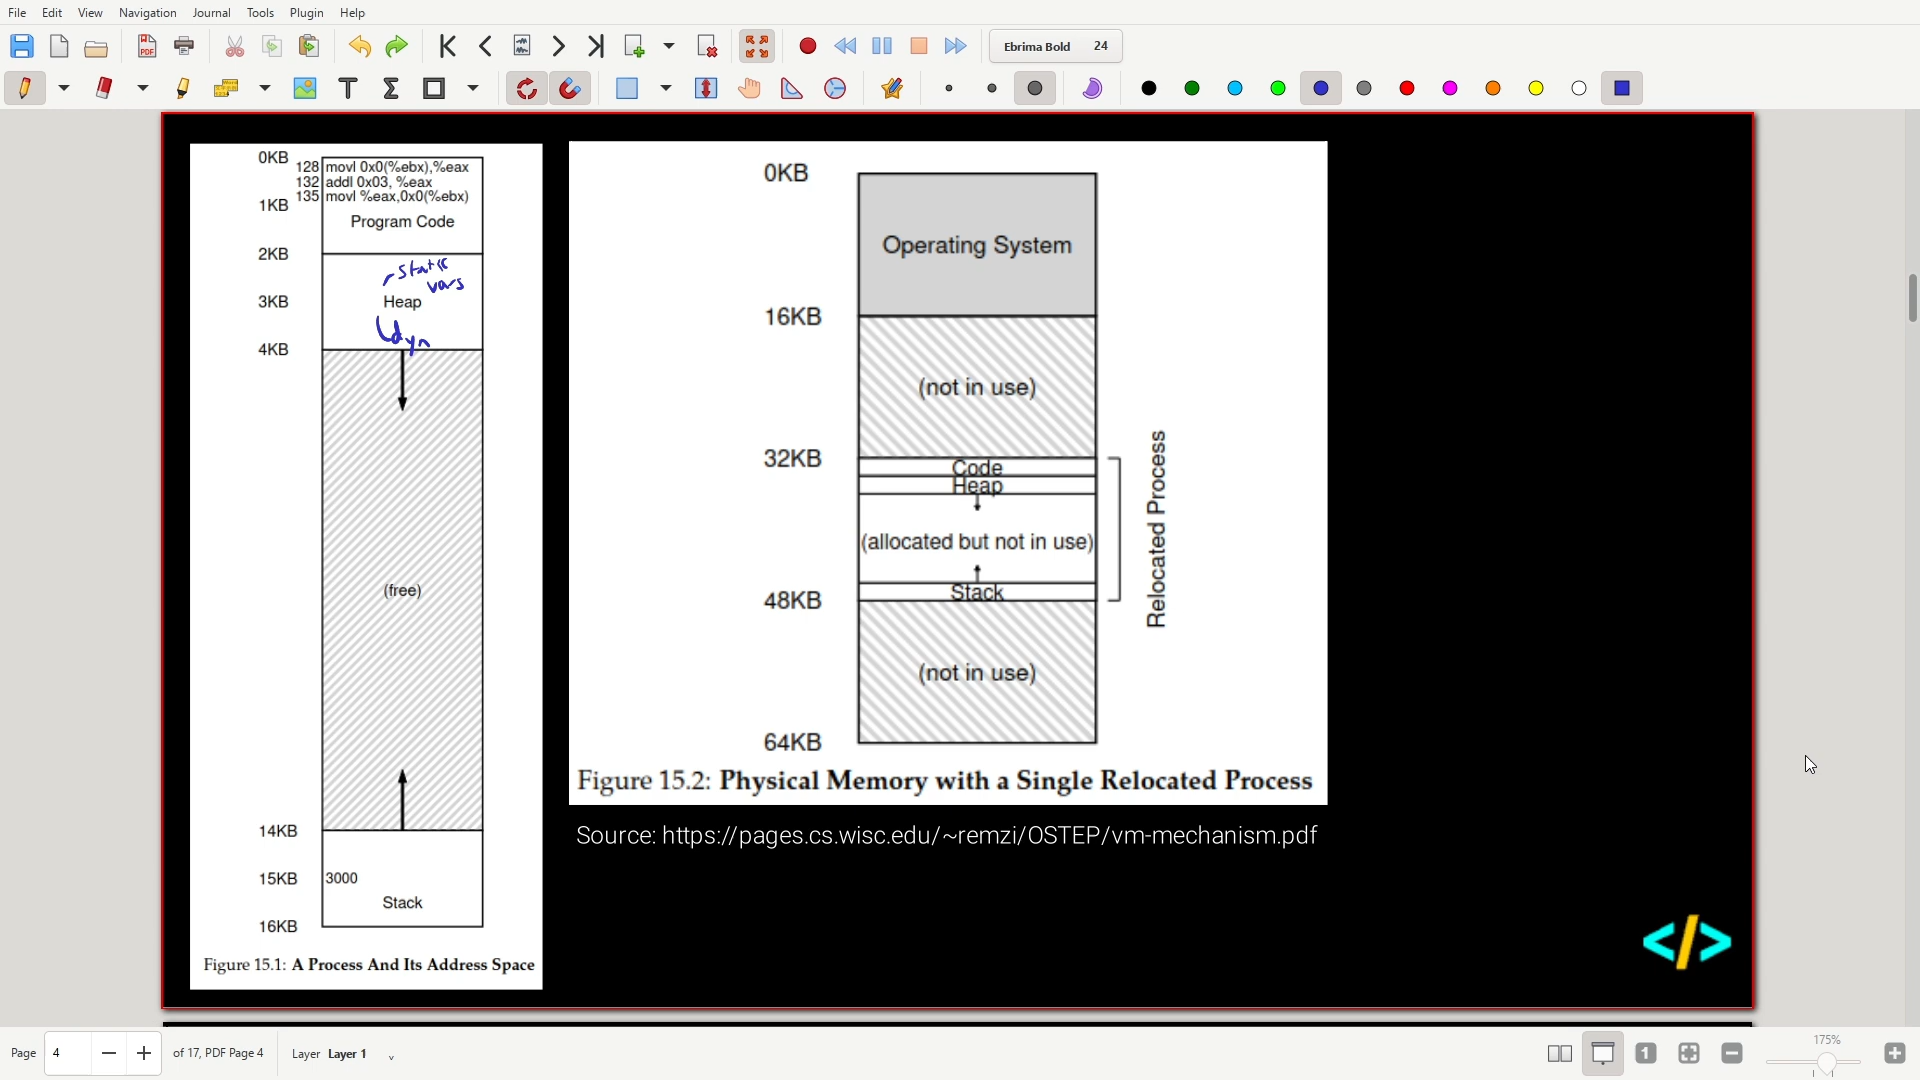 File Edit View Navigation Journal Tools Plugin Help
Ebrima Bold 24
0KB
128 movl 0x0(%ebx),%eax
132 addl 0x03, %eax
135 movl %eax,0x0(%ebx)
1KB
Program Code
2KB
static
vars
3KB
Heap
dyn
4KB
(free)
14KB
15KB
3000
Stack
16KB
Figure 15.1: A Process And Its Address Space
0KB
Operating System
16KB
(not in use)
32KB
Code
Heap
(allocated but not in use)
Stack
48KB
(not in use)
64KB
Relocated Process
Figure 15.2: Physical Memory with a Single Relocated Process
Source: https://pages.cs.wisc.edu/~remzi/OSTEP/vm-mechanism.pdf
</>
Page 4 of 17, PDF Page 4 Layer Layer 1
175%